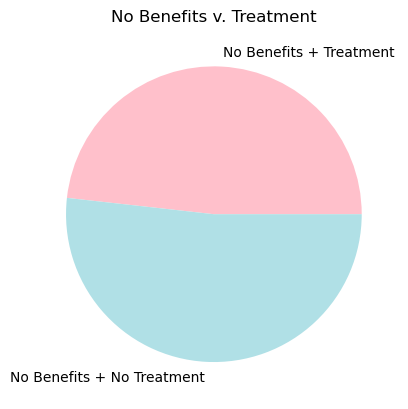 No Benefits v. Treatment
No Benefits + Treatment
No Benefits + No Treatment